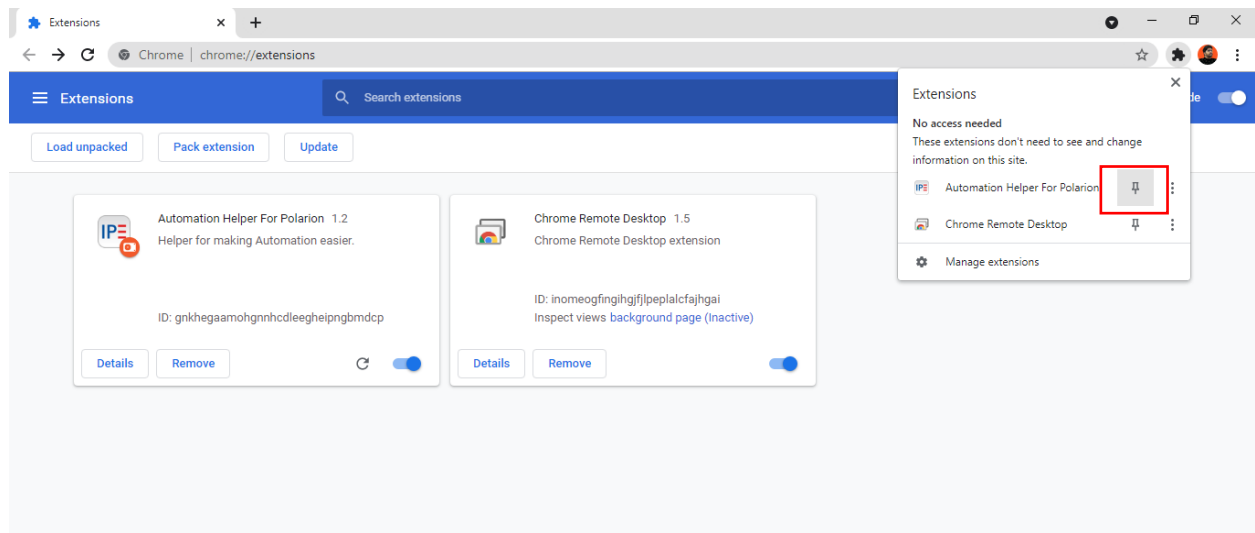 Extensions
Chrome | chrome://extensions
Extensions
Search extensions
de
Load unpacked
Pack extension
Update
Extensions
No access needed
These extensions don't need to see and change
information on this site.
IPE Automation Helper For Polarion
Chrome Remote Desktop
Manage extensions
IPE
Automation Helper For Polarion 1.2
Helper for making Automation easier.
ID: gnkhegaamohgnnhcdleegheipngbmdcp
Details
Remove
Chrome Remote Desktop 1.5
Chrome Remote Desktop extension
ID: inomeogfingihgjfjlpeplalcfajhgai
Inspect views background page (Inactive)
Details
Remove